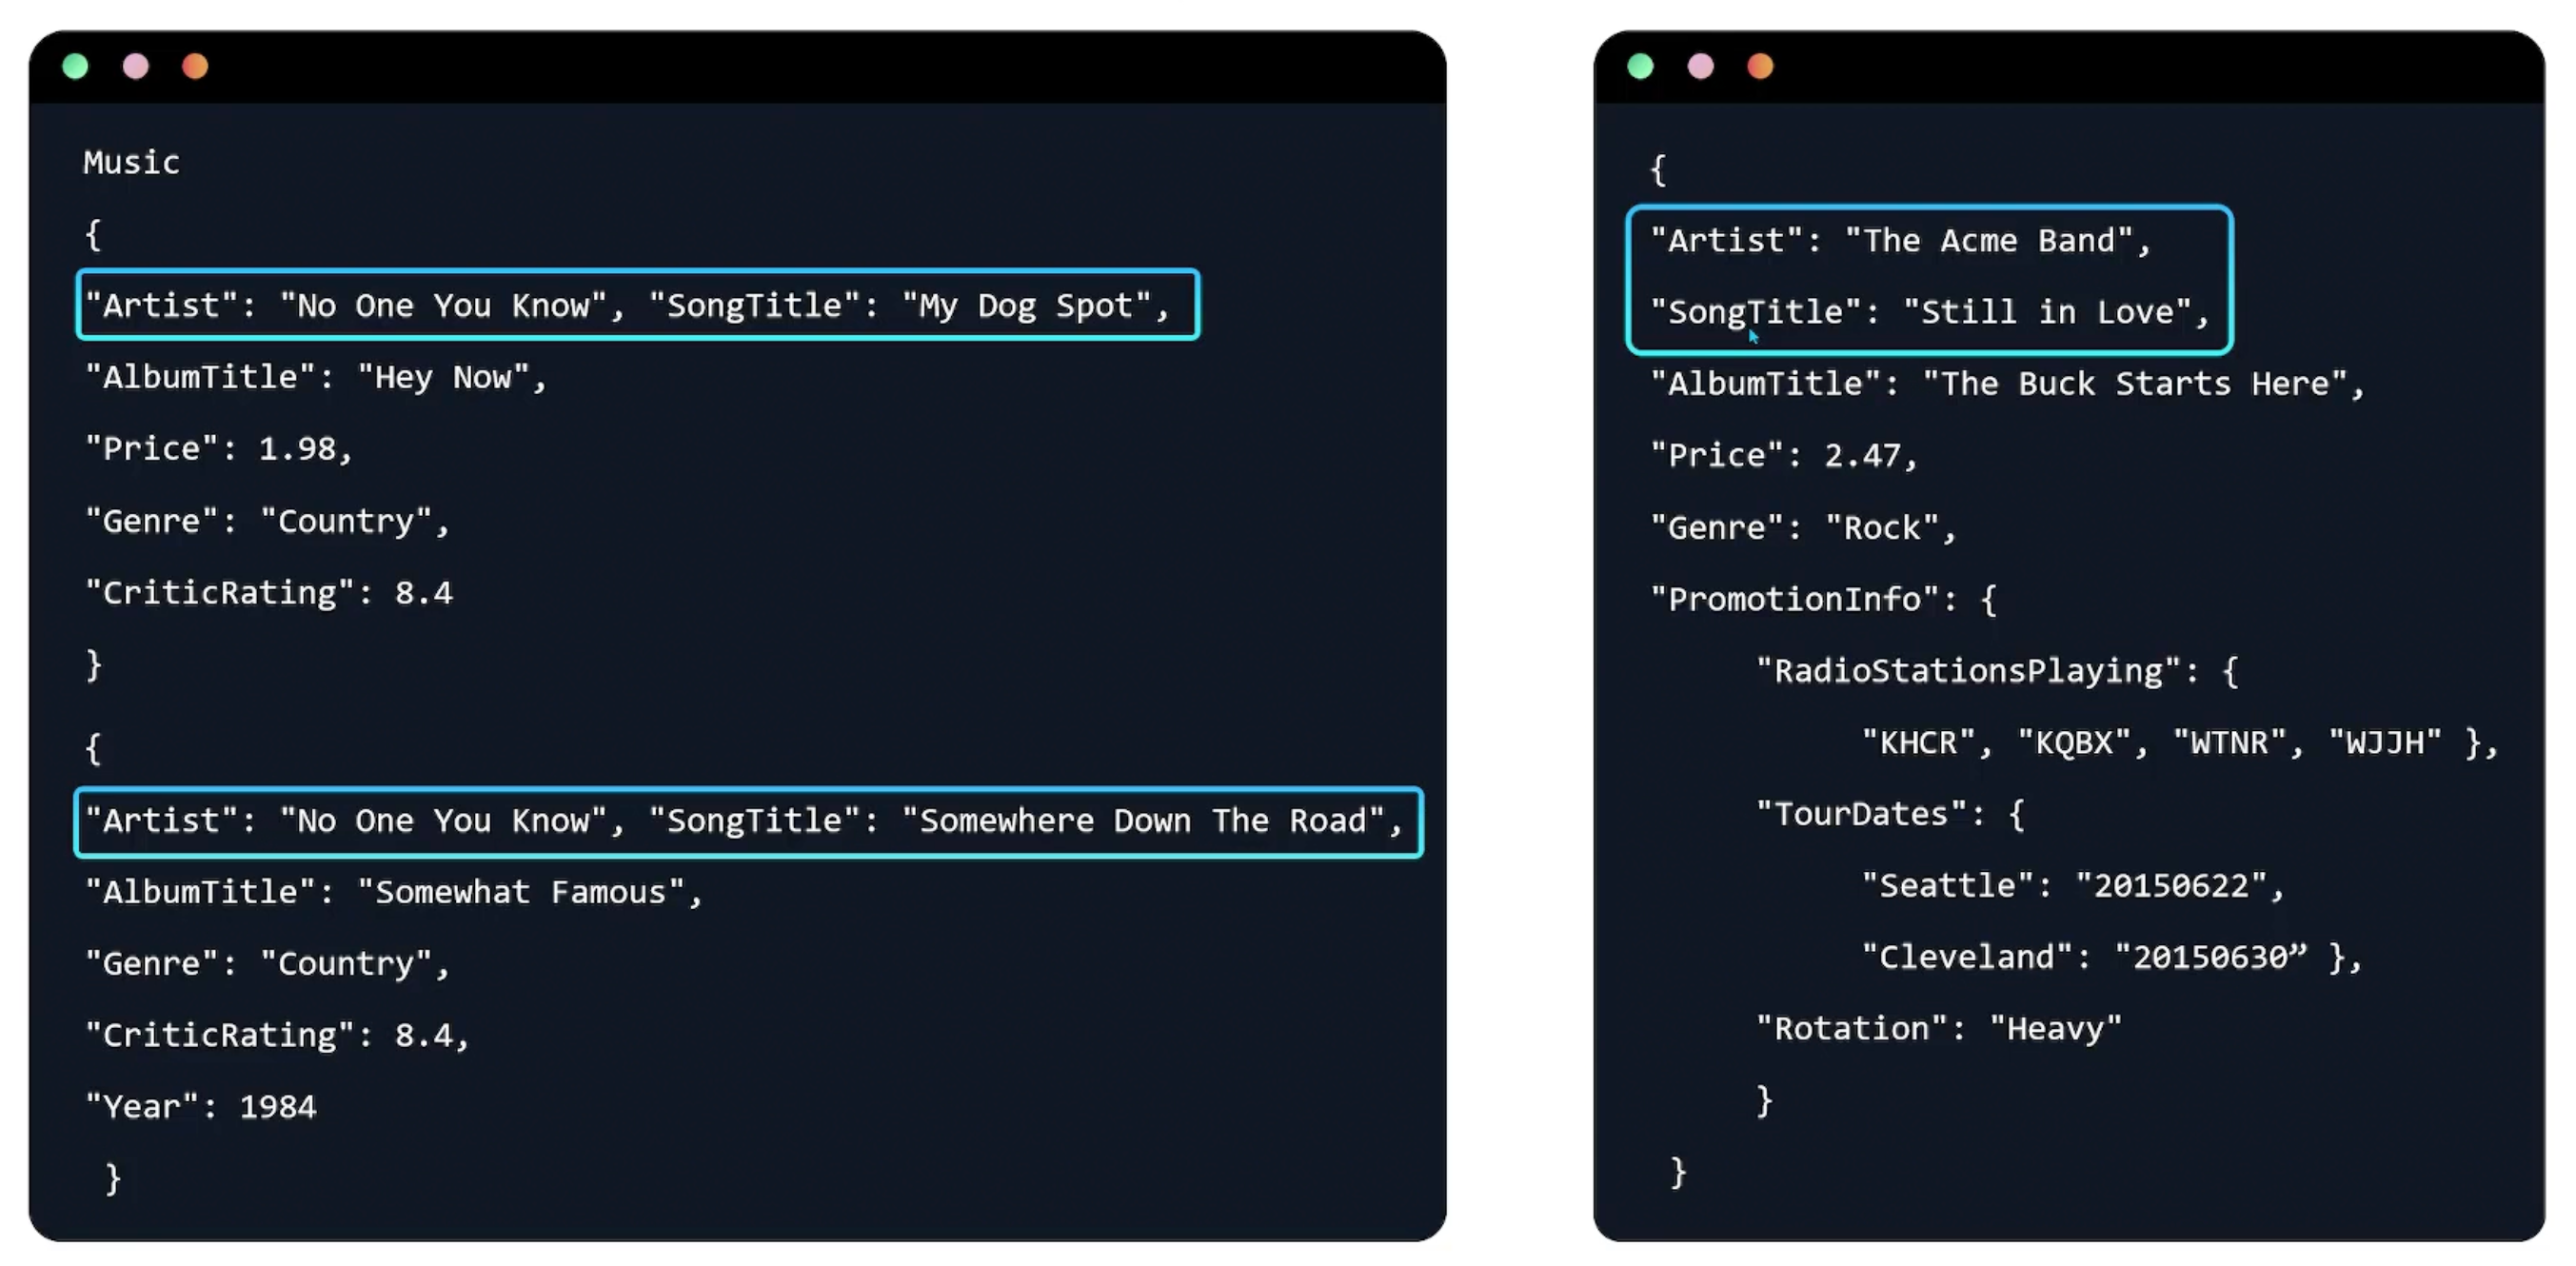 Music
{
"Artist": "No One You Know", "SongTitle": "My Dog Spot",
"AlbumTitle": "Hey Now",
"Price": 1.98,
"Genre": "Country",
"CriticRating": 8.4
}
{
"Artist": "No One You Know", "SongTitle": "Somewhere Down The Road",
"AlbumTitle": "Somewhat Famous",
"Genre": "Country",
"CriticRating": 8.4,
"Year": 1984
}
{
"Artist": "The Acme Band",
"SongTitle": "Still in Love",
"AlbumTitle": "The Buck Starts Here",
"Price": 2.47,
"Genre": "Rock",
"PromotionInfo": {
"RadioStationsPlaying": {
"KHCR", "KQBX", "WTNR", "WJJH" },
"TourDates": {
"Seattle": "20150622",
"Cleveland": "20150630” },
"Rotation": "Heavy"
}
}